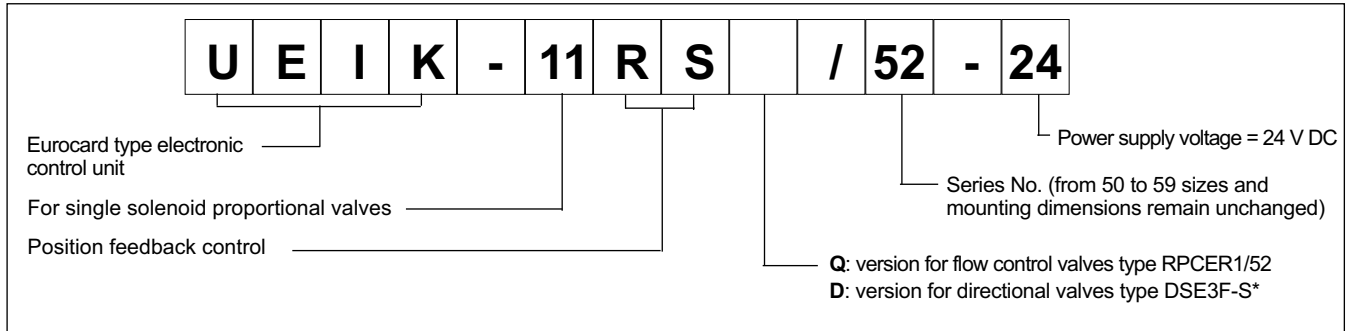 UEIK-11RS /52-24
Eurocard type electronic
control unit
For single solenoid proportional valves
Position feedback control
Power supply voltage = 24 V DC
Series No. (from 50 to 59 sizes and
mounting dimensions remain unchanged)
Q: version for flow control valves type RPCER1/52
D: version for directional valves type DSE3F-S*